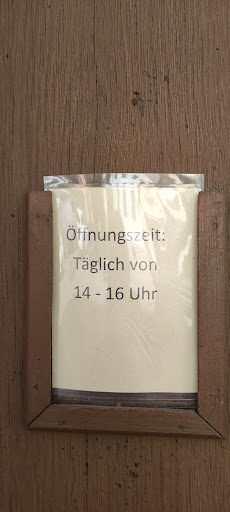 Öffnungszeit:
Täglich von
14 - 16 Uhr